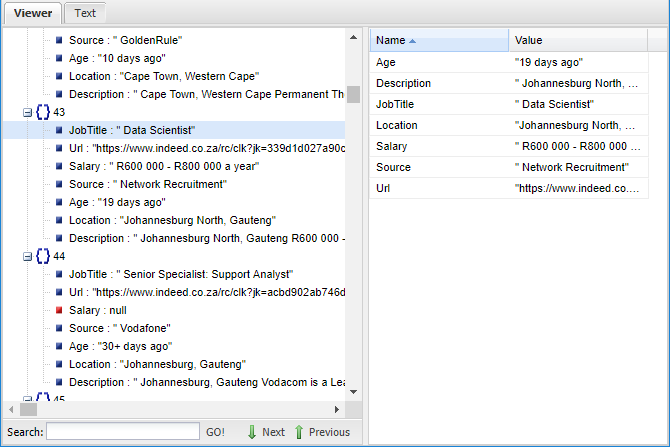 Viewer Text
Source : " GoldenRule"
Age : "10 days ago"
Location : "Cape Town, Western Cape"
Description : " Cape Town, Western Cape Permanent Th
{} 43
JobTitle : " Data Scientist"
Url : "https://www.indeed.co.za/rc/clk?jk=339d1d027a90c
Salary : " R600 000 - R800 000 a year"
Source : " Network Recruitment"
Age : "19 days ago"
Location : "Johannesburg North, Gauteng"
Description : " Johannesburg North, Gauteng R600 000 -
{} 44
JobTitle : " Senior Specialist: Support Analyst"
Url : "https://www.indeed.co.za/rc/clk?jk=acbd902ab746d
Salary : null
Source : " Vodafone"
Age : "30+ days ago"
Location : "Johannesburg, Gauteng"
Description : " Johannesburg, Gauteng Vodacom is a Lea
{} 45
Search: GO! Next Previous
Name Value
Age "19 days ago"
Description " Johannesburg North, ...
JobTitle " Data Scientist"
Location "Johannesburg North, ...
Salary " R600 000 - R800 000 ...
Source " Network Recruitment"
Url "https://www.indeed.co....